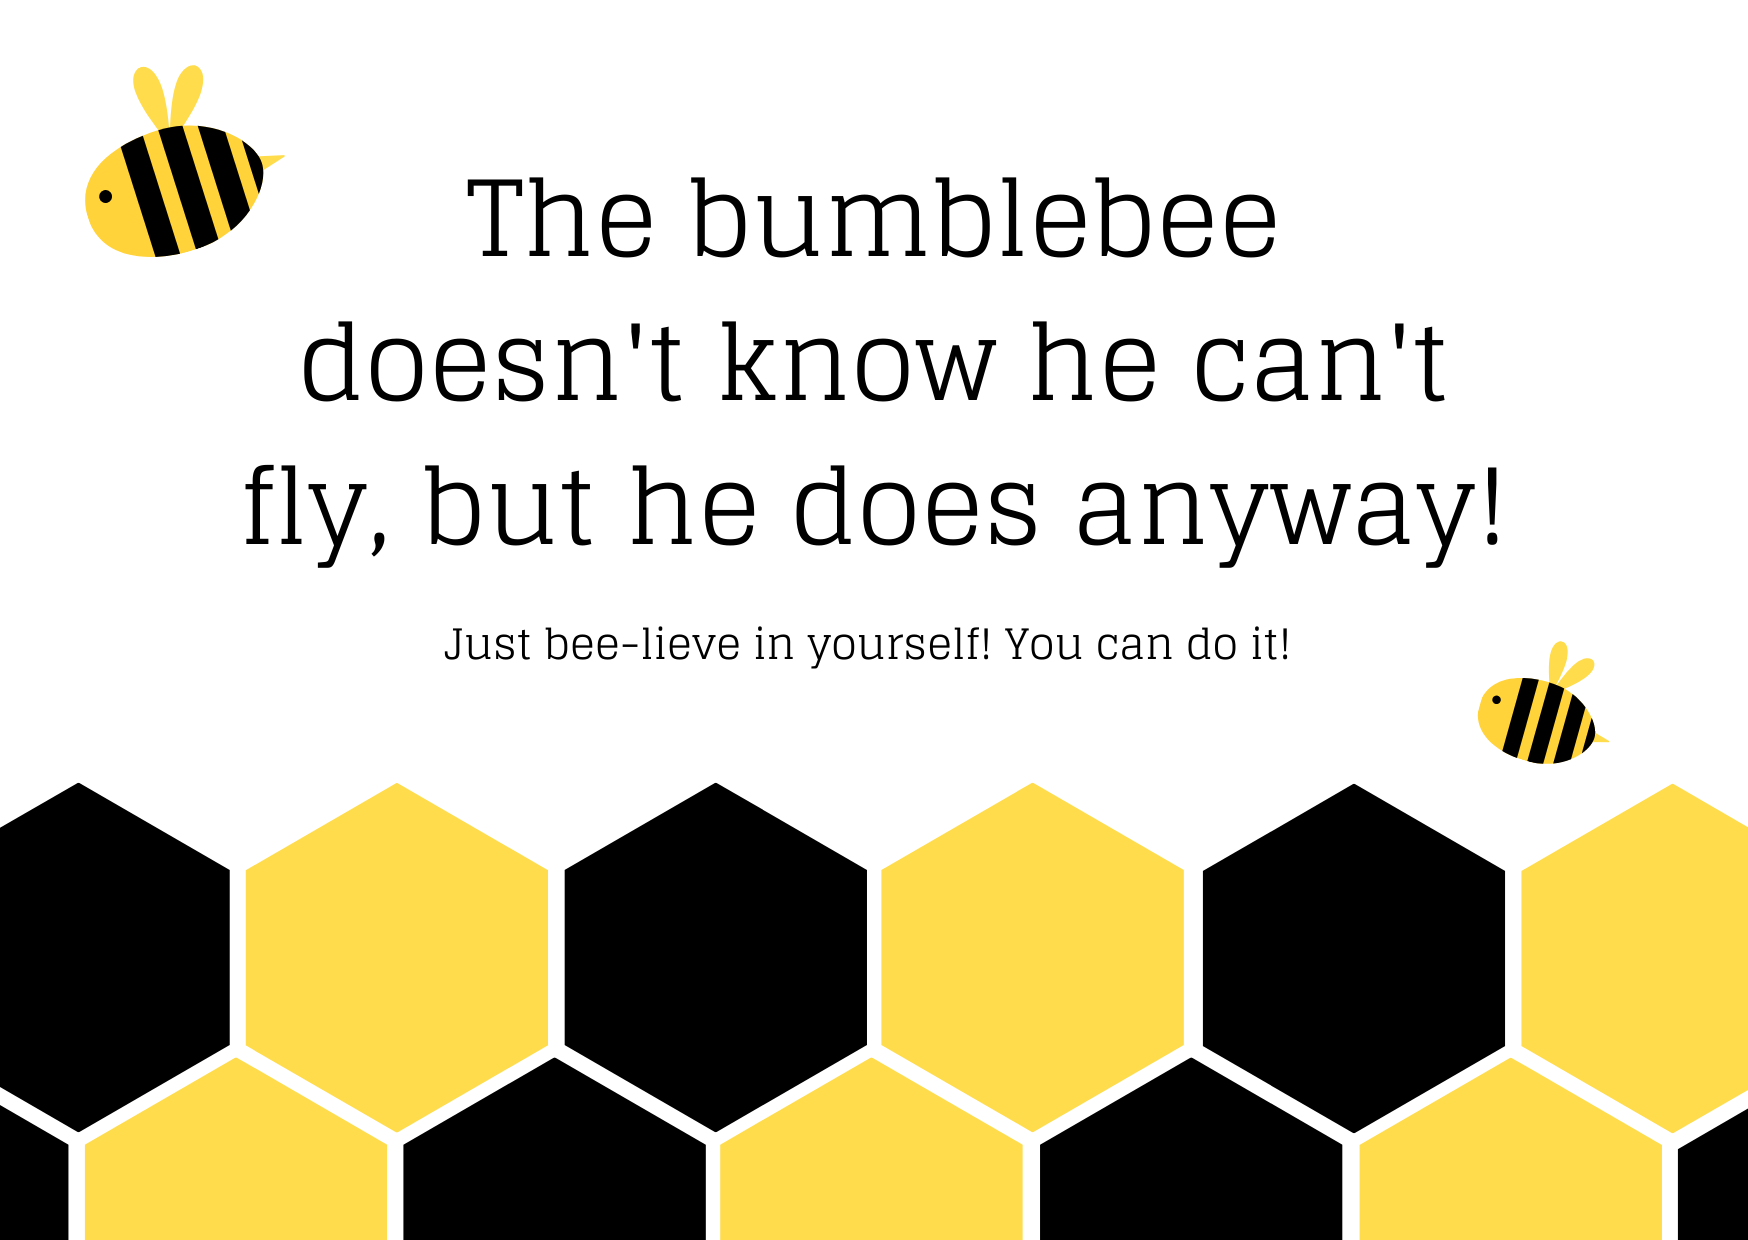 The bumblebee
doesn't know he can't
fly, but he does anyway!
Just bee-lieve in yourself! You can do it!